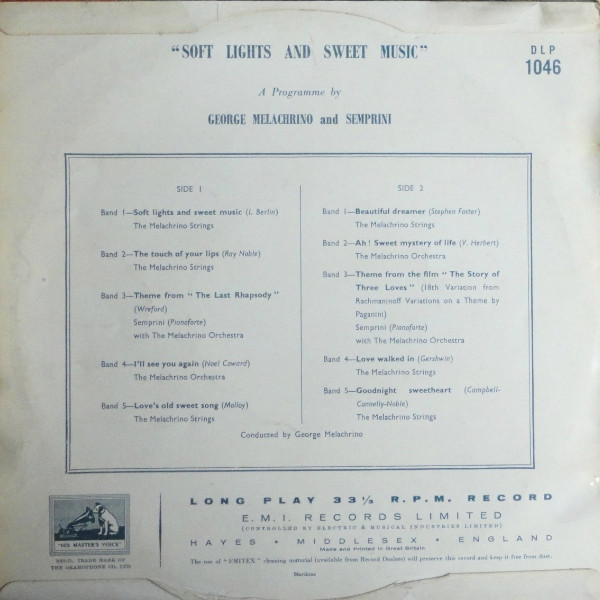 "SOFT LIGHTS AND SWEET MUSIC"
DLP
1046
A Programme by
GEORGE MELACHRINO and SEMPRINI
SIDE 1
Band 1—Soft lights and sweet music (I. Berlin)
The Melachrino Strings
Band 2—The touch of your lips (Ray Noble)
The Melachrino Strings
Band 3—Theme from "The Last Rhapsody"
(Wreford)
Semprini (Pianoforte)
with The Melachrino Orchestra
Band 4—I'll see you again (Noel Coward)
The Melachrino Orchestra
Band 5—Love's old sweet song (Molloy)
The Melachrino Strings
SIDE 2
Band 1—Beautiful dreamer (Stephen Foster)
The Melachrino Strings
Band 2—Ah! Sweet mystery of life (V. Herbert)
The Melachrino Orchestra
Band 3—Theme from the film "The Story of
Three Loves" (18th Variation from
Rachmaninoff Variations on a Theme by
Paganini)
Semprini (Pianoforte)
with The Melachrino Orchestra
Band 4—Love walked in (Gershwin)
The Melachrino Strings
Band 5—Goodnight sweetheart (Campbell-
Connelly-Noble)
The Melachrino Strings
Conducted by George Melachrino
"HIS MASTER'S VOICE"
REGD. TRADE MARK OF
THE GRAMOPHONE CO. LTD.
LONG PLAY 33⅓ R.P.M. RECORD
E.M.I. RECORDS LIMITED
(CONTROLLED BY ELECTRIC & MUSICAL INDUSTRIES LIMITED)
HAYES • MIDDLESEX • ENGLAND
Made and Printed in Great Britain
The use of "EMITEX" cleaning material (available from Record Dealers) will preserve this record and keep it free from dust.